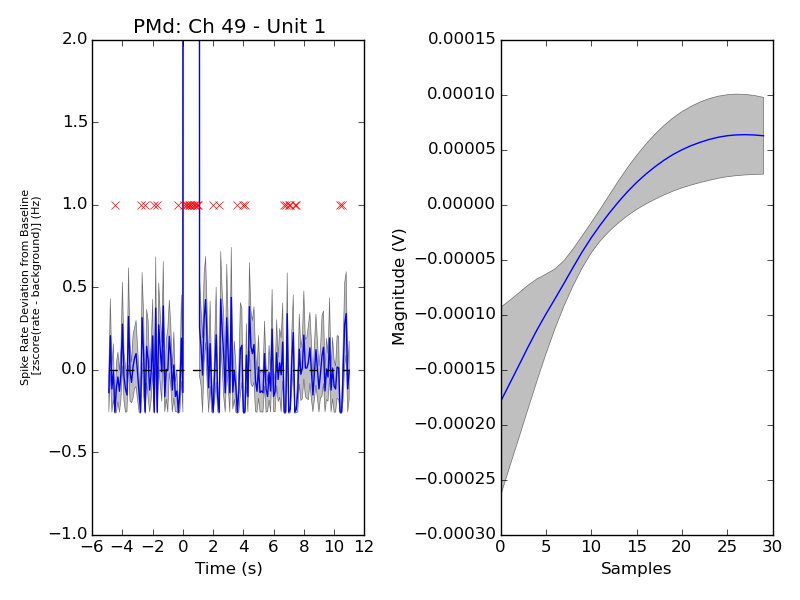 PMd: Ch 49 - Unit 1
Spike Rate Deviation from Baseline
[zscore(rate - background)] (Hz)
2.0
1.5
1.0
0.5
0.0
−0.5
−1.0
−6 −4 −2 0 2 4 6 8 10 12
Time (s)
Magnitude (V)
0.00015
0.00010
0.00005
0.00000
−0.00005
−0.00010
−0.00015
−0.00020
−0.00025
−0.00030
0 5 10 15 20 25 30
Samples